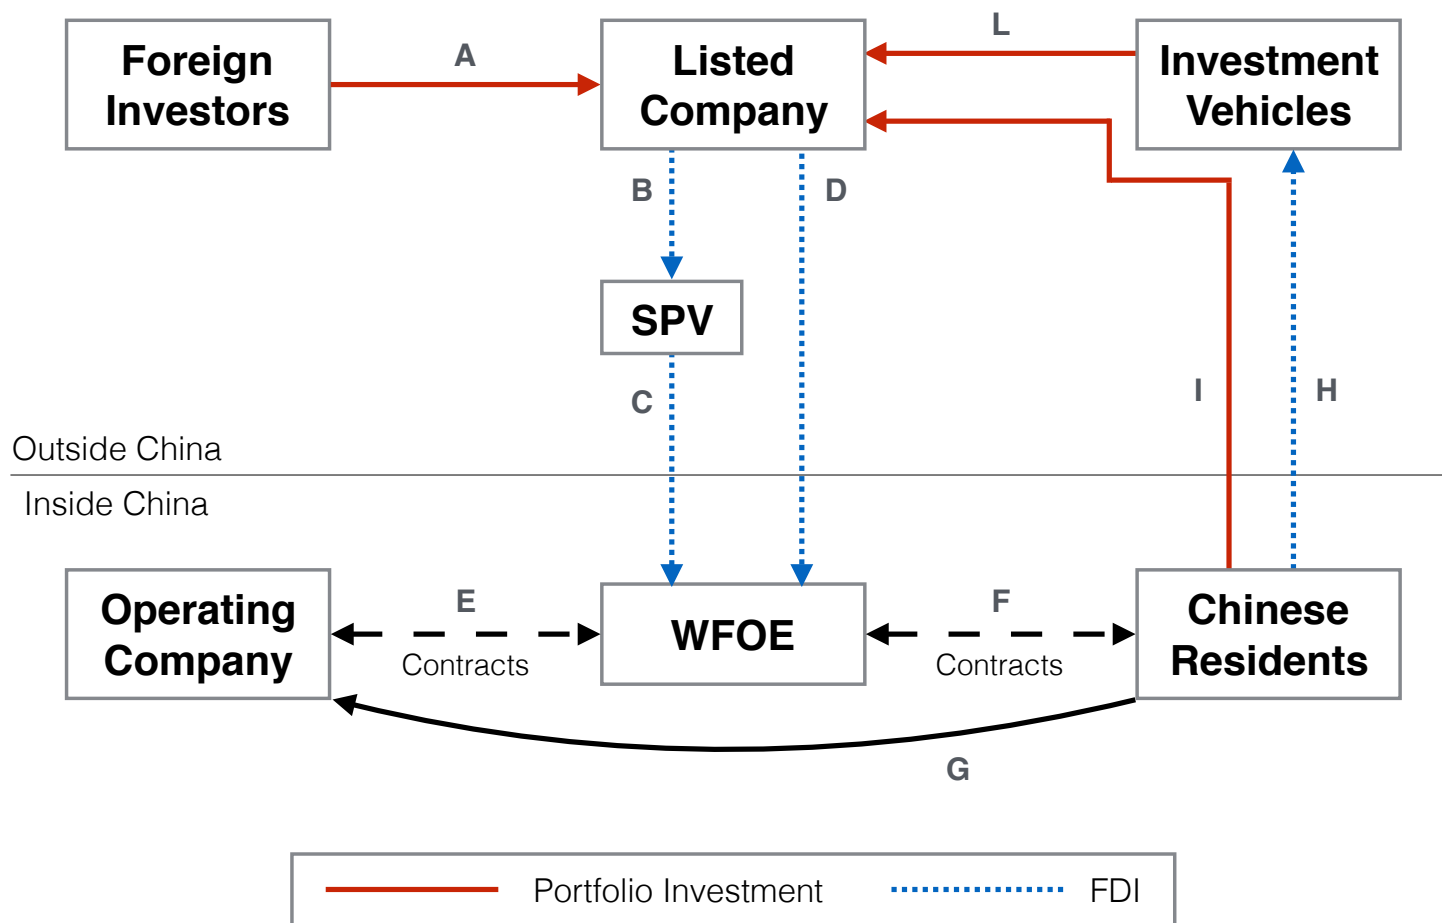 Foreign
Investors
A
Listed
Company
L
Investment
Vehicles
B
D
SPV
C
I
H
Outside China
Inside China
Operating
Company
E
Contracts
WFOE
F
Contracts
Chinese
Residents
G
Portfolio Investment
FDI